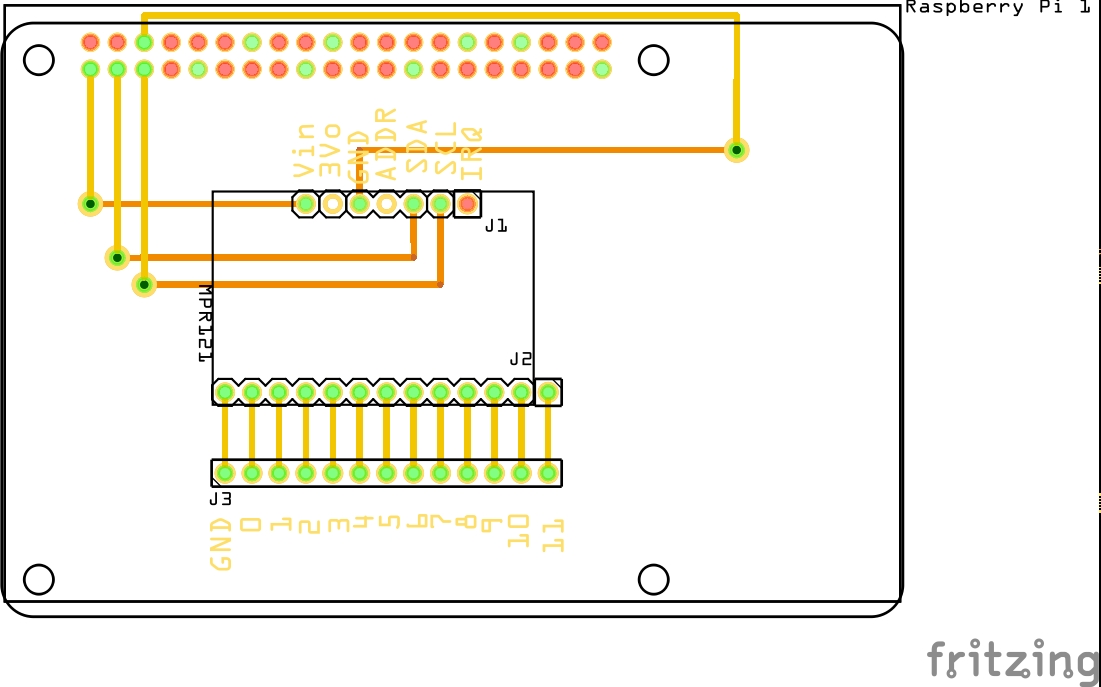 Raspberry Pi 1
Vin
3Vo
GND
ADDR
SDA
SCL
IRQ
J1
MPR121
J2
J3
GND
0
1
2
3
4
5
6
7
8
9
10
11
fritzing